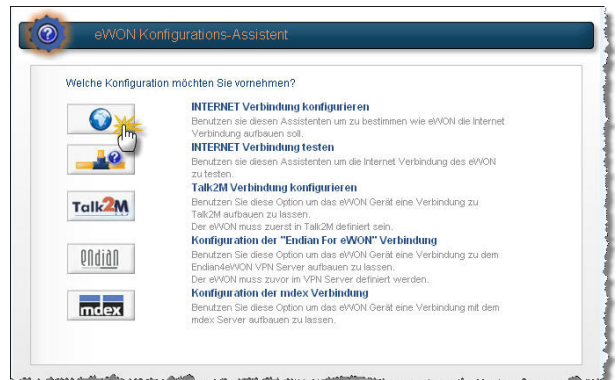 eWON Konfigurations-Assistent
Welche Konfiguration möchten Sie vornehmen?
INTERNET Verbindung konfigurieren
Benutzen sie diesen Assistenten um zu bestimmen wie eWON die Internet
Verbindung aufbauen soll.
INTERNET Verbindung testen
Benutzen sie diesen Assistenten um die Internet Verbindung des eWON
zu testen.
Talk2M
Talk2M Verbindung konfigurieren
Benutzen Sie diese Option um das eWON Gerät eine Verbindung zu
Talk2M aufbauen zu lassen.
Der eWON muss zuerst in Talk2M definiert sein.
endian
Konfiguration der "Endian For eWON" Verbindung
Benutzen Sie diese Option um das eWON Gerät eine Verbindung zu dem
Endian4eWON VPN Server aufbauen zu lassen.
Der eWON muss zuvor im VPN Server definiert werden.
mdex
Konfiguration der mdex Verbindung
Benutzen Sie diese Option um das eWON Gerät eine Verbindung mit dem
mdex Server aufbauen zu lassen.